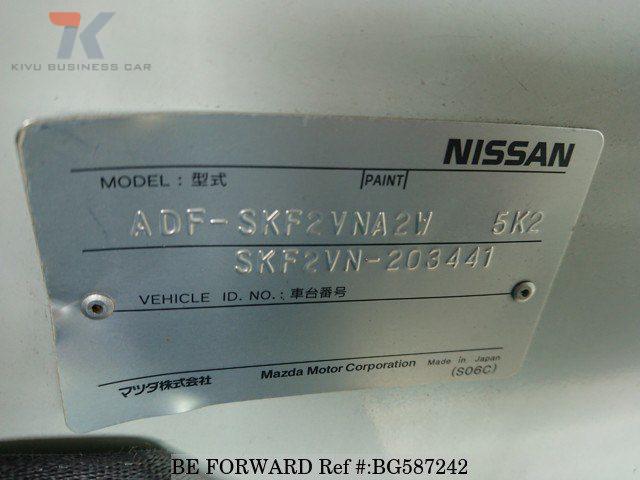 K
KIVU BUSINESS CAR
NISSAN
MODEL : 型式 PAINT
ADF-SKF2VNA2W 5K2
SKF2VN-203441
VEHICLE ID. NO. : 車台番号
マツダ株式会社 Mazda Motor Corporation Made in Japan
(S06C)
BE FORWARD Ref #:BG587242